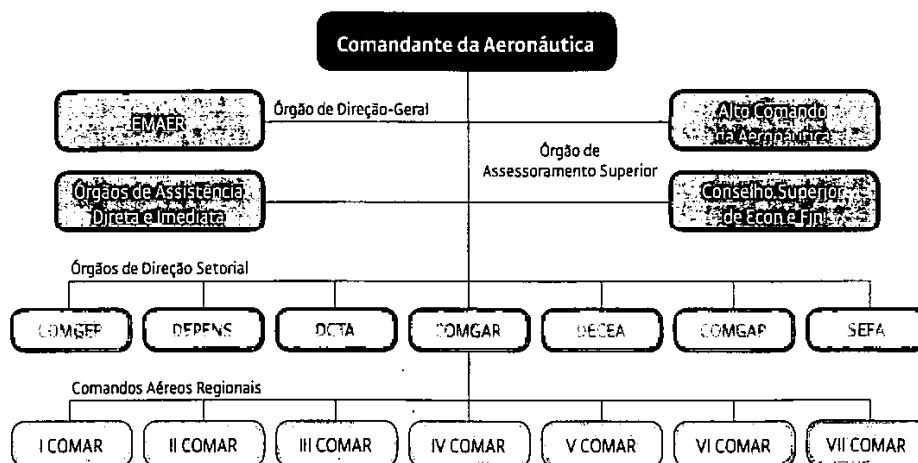 Comandante da Aeronáutica
Órgão de Direção-Geral
EMAER
Alto Comando
da Aeronáutica
Órgão de
Assessoramento Superior
Órgãos de Assistência
Direta e Imediata
Conselho Superior
de Econ e Fin
Órgãos de Direção Setorial
COMGEP
DEPENS
DCTA
COMGAR
DECEA
COMGAP
SEFA
Comandos Aéreos Regionais
I COMAR
II COMAR
III COMAR
IV COMAR
V COMAR
VI COMAR
VII COMAR